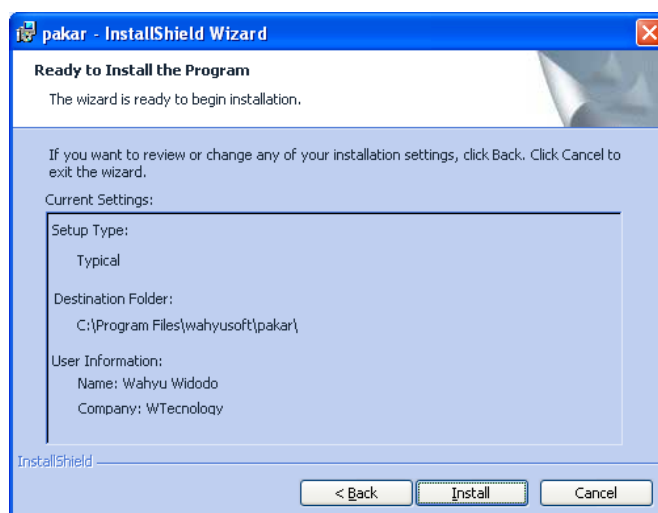 pakar - InstallShield Wizard
Ready to Install the Program
The wizard is ready to begin installation.
If you want to review or change any of your installation settings, click Back. Click Cancel to
exit the wizard.
Current Settings:
Setup Type:
Typical
Destination Folder:
C:\Program Files\wahyusoft\pakar\
User Information:
Name: Wahyu Widodo
Company: WTecnology
InstallShield
< Back Install Cancel